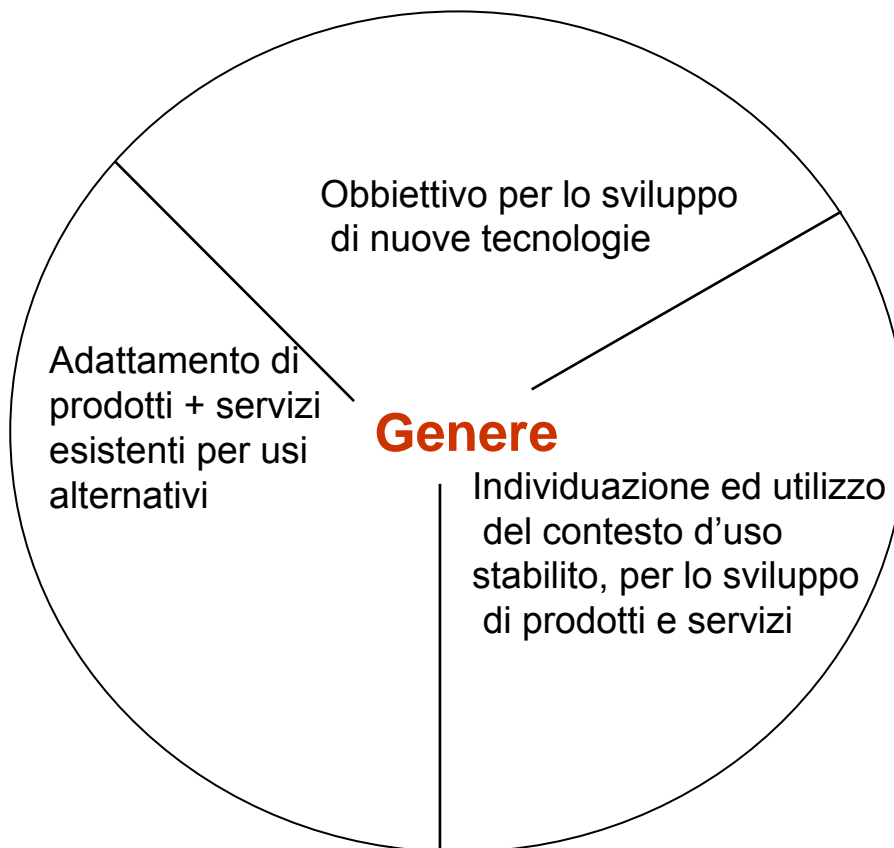 Obbiettivo per lo sviluppo
di nuove tecnologie
Adattamento di
prodotti + servizi
esistenti per usi
alternativi
Genere
Individuazione ed utilizzo
del contesto d’uso
stabilito, per lo sviluppo
di prodotti e servizi